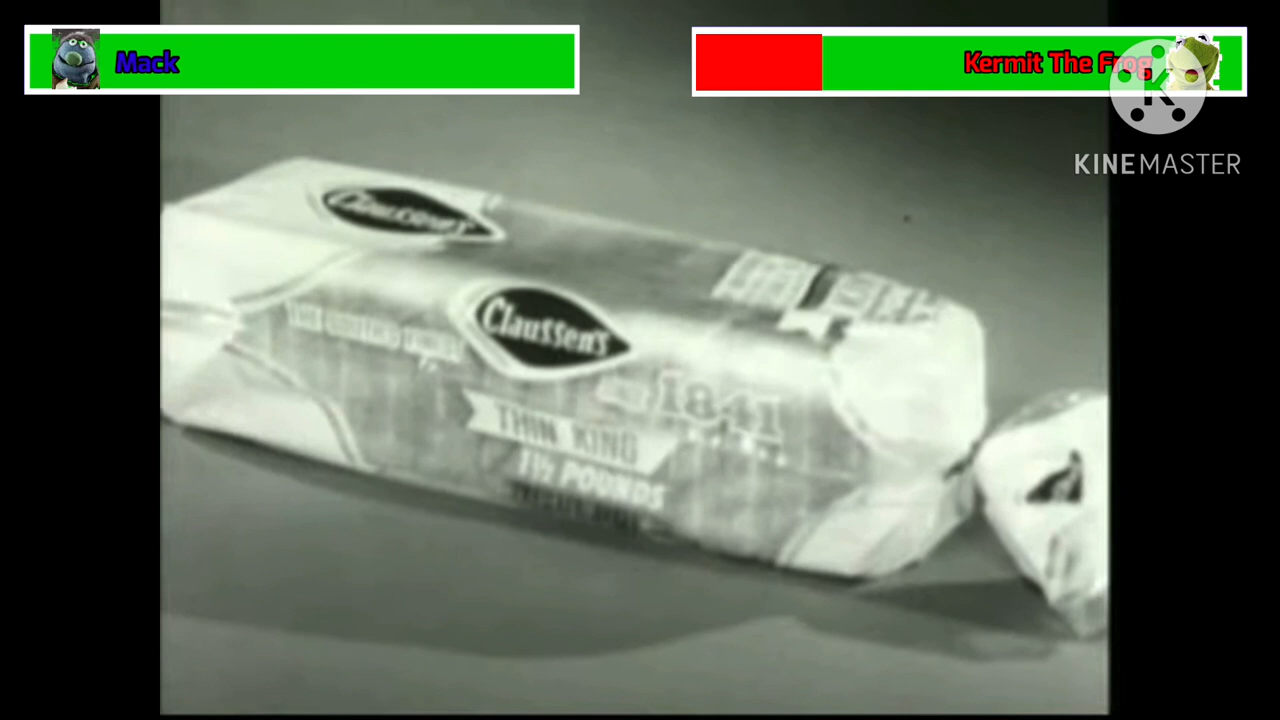 Mack
Kermit The Frog
K
KINEMASTER
Claussen's
Claussen's
1841
THIN KING
1½ POUNDS